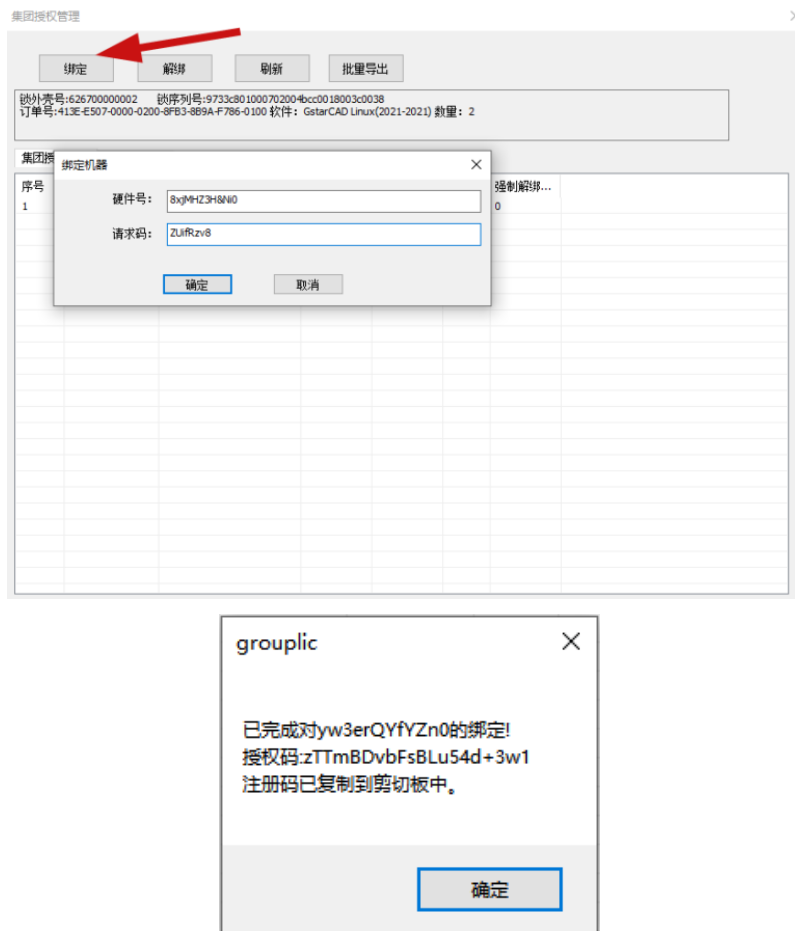 集团授权管理
绑定 解绑 刷新 批量导出
锁外壳号:626700000002 锁序列号:9733c801000702004bcc0018003c0038
订单号:413E-E507-0000-0200-8FB3-8B9A-F786-0100 软件：GstarCAD Linux(2021-2021) 数量：2
集团授
序号 强制解绑...
1 0
绑定机器
硬件号： 8xjMHZ3H&Ni0
请求码： ZUifRzv8
确定 取消
grouplic
已完成对yw3erQYfYZn0的绑定!
授权码:zTTmBDvbFsBLu54d+3w1
注册码已复制到剪切板中。
确定